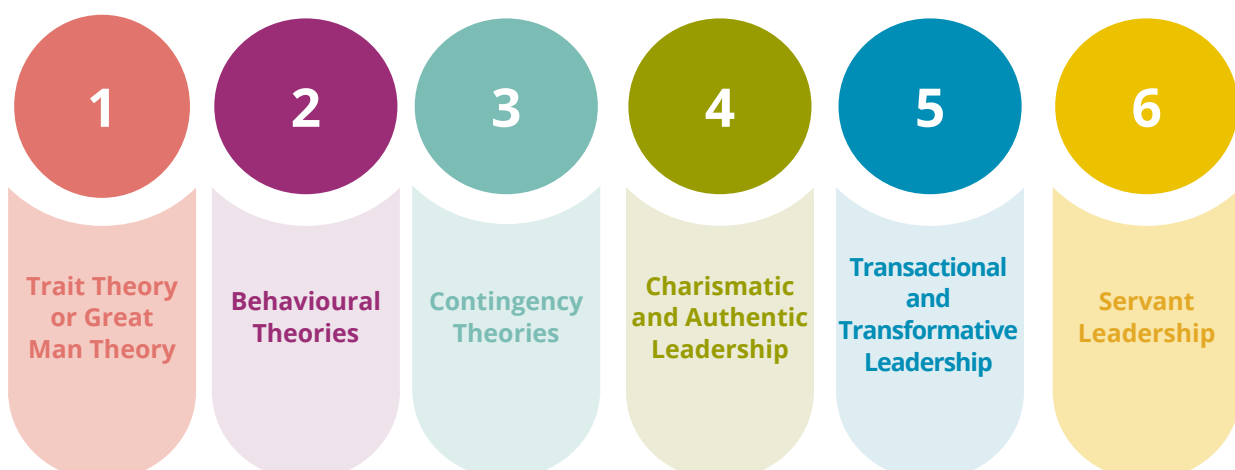 1
2
3
4
5
6
Trait Theory
or Great
Man Theory
Behavioural
Theories
Contingency
Theories
Charismatic
and Authentic
Leadership
Transactional
and
Transformative
Leadership
Servant
Leadership